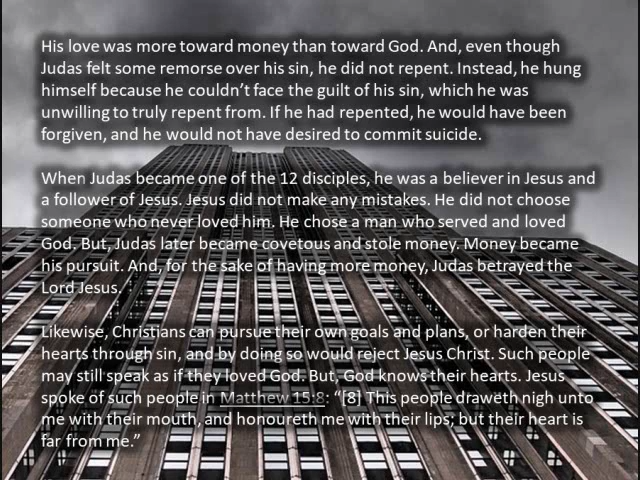 His love was more toward money than toward God. And, even though
Judas felt some remorse over his sin, he did not repent. Instead, he hung
himself because he couldn’t face the guilt of his sin, which he was
unwilling to truly repent from. If he had repented, he would have been
forgiven, and he would not have desired to commit suicide.
When Judas became one of the 12 disciples, he was a believer in Jesus and
a follower of Jesus. Jesus did not make any mistakes. He did not choose
someone who never loved him. He chose a man who served and loved
God. But, Judas later became covetous and stole money. Money became
his pursuit. And, for the sake of having more money, Judas betrayed the
Lord Jesus.
Likewise, Christians can pursue their own goals and plans, or harden their
hearts through sin, and by doing so would reject Jesus Christ. Such people
may still speak as if they loved God. But, God knows their hearts. Jesus
spoke of such people in Matthew 15:8: “[8] This people draweth nigh unto
me with their mouth, and honoureth me with their lips; but their heart is
far from me.”